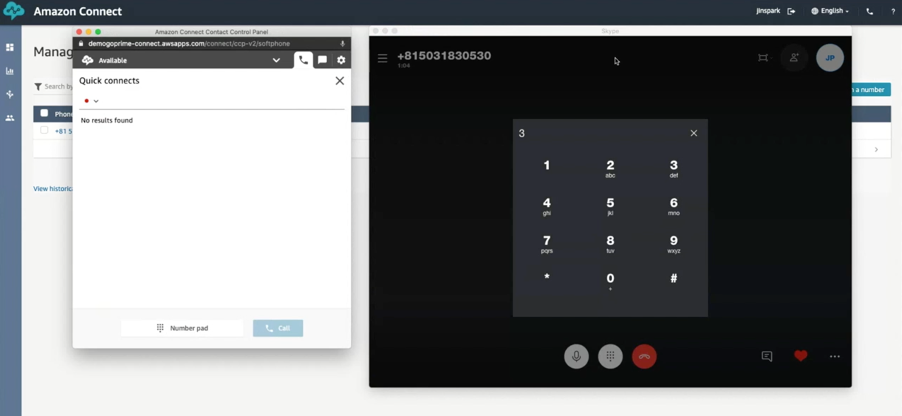 Amazon Connect
jinspark
English
?
Manag
Search by
n a number
Phon
+81 5
View historica
Amazon Connect Contact Control Panel
demogoprime-connect.awsapps.com/connect/ccp-v2/softphone
Available
Quick connects
No results found
Number pad
Call
Skype
+815031830530
1:04
JP
3
1
2
3
abc
def
4
5
6
ghi
jkl
mno
7
8
9
pqrs
tuv
wxyz
*
0
#
+